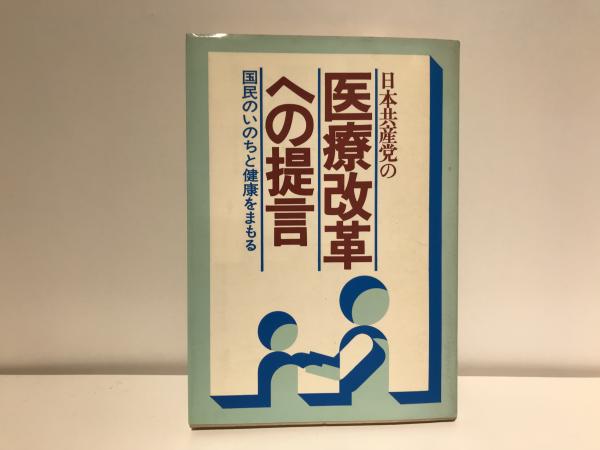 日本共産党の
医療改革
への提言
国民のいのちと健康をまもる